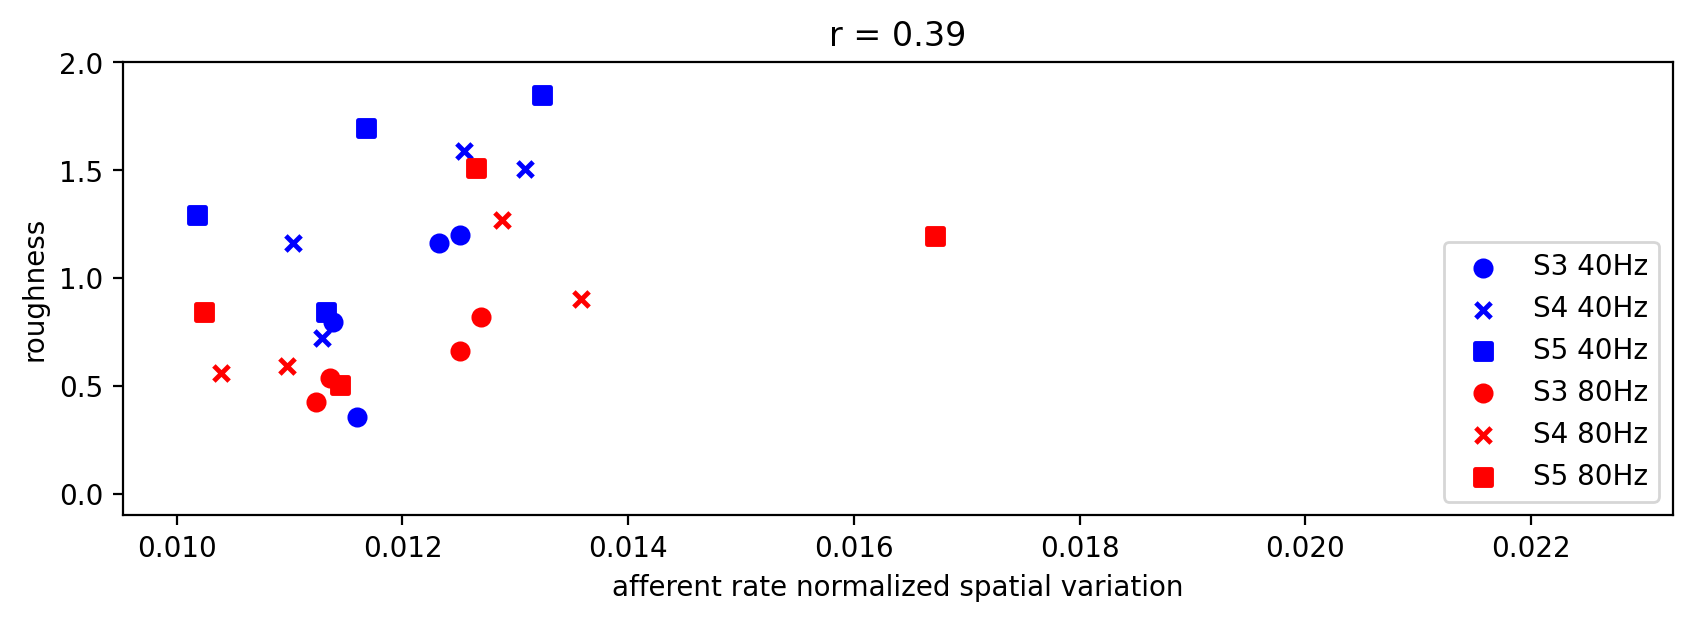 r = 0.39
2.0
1.5
1.0
0.5
0.0
roughness
S3 40Hz
S4 40Hz
S5 40Hz
S3 80Hz
S4 80Hz
S5 80Hz
0.010 0.012 0.014 0.016 0.018 0.020 0.022
afferent rate normalized spatial variation